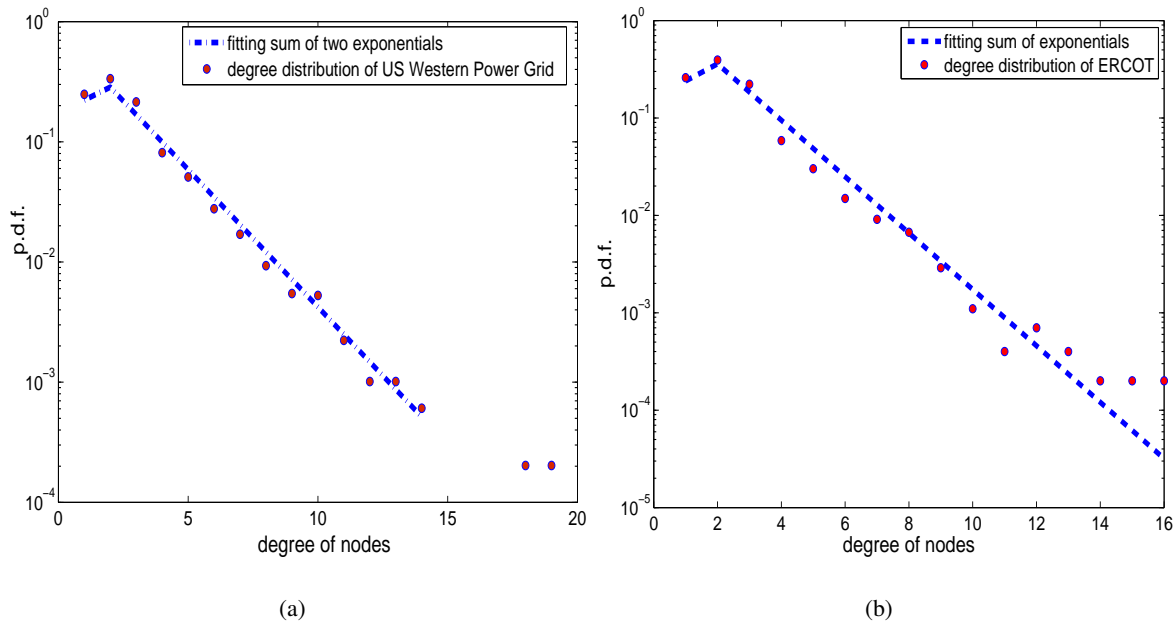 10^0
10^-1
10^-2
10^-3
10^-4
p.d.f.
fitting sum of two exponentials
degree distribution of US Western Power Grid
0 5 10 15 20
degree of nodes
(a)
10^0
10^-1
10^-2
10^-3
10^-4
10^-5
p.d.f.
fitting sum of exponentials
degree distribution of ERCOT
0 2 4 6 8 10 12 14 16
degree of nodes
(b)